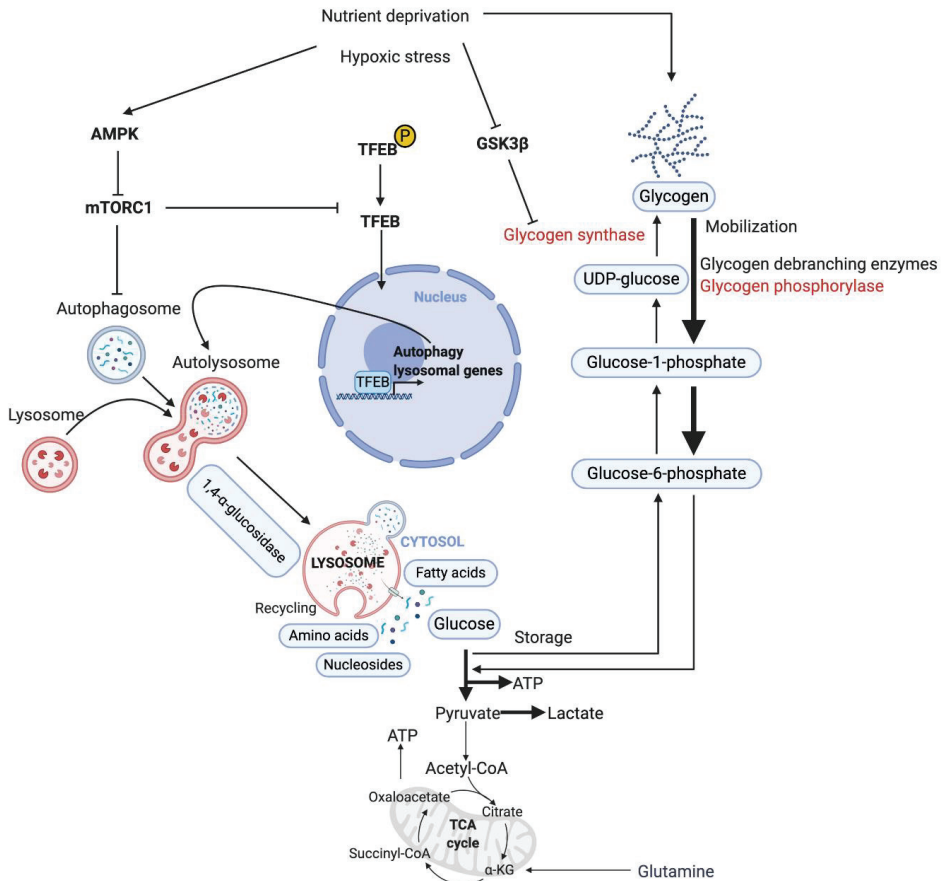 Nutrient deprivation
Hypoxic stress
AMPK
TFEB
P
GSK3β
mTORC1
TFEB
Glycogen synthase
Glycogen
Mobilization
UDP-glucose
Glycogen debranching enzymes
Glycogen phosphorylase
Autophagosome
Nucleus
Autolysosome
Autophagy
lysosomal genes
TFEB
Glucose-1-phosphate
Lysosome
Glucose-6-phosphate
1,4-α-glucosidase
CYTOSOL
LYSOSOME
Fatty acids
Recycling
Glucose
Amino acids
Nucleosides
Storage
ATP
Pyruvate
Lactate
ATP
Acetyl-CoA
Oxaloacetate
Citrate
TCA
cycle
Succinyl-CoA
α-KG
Glutamine